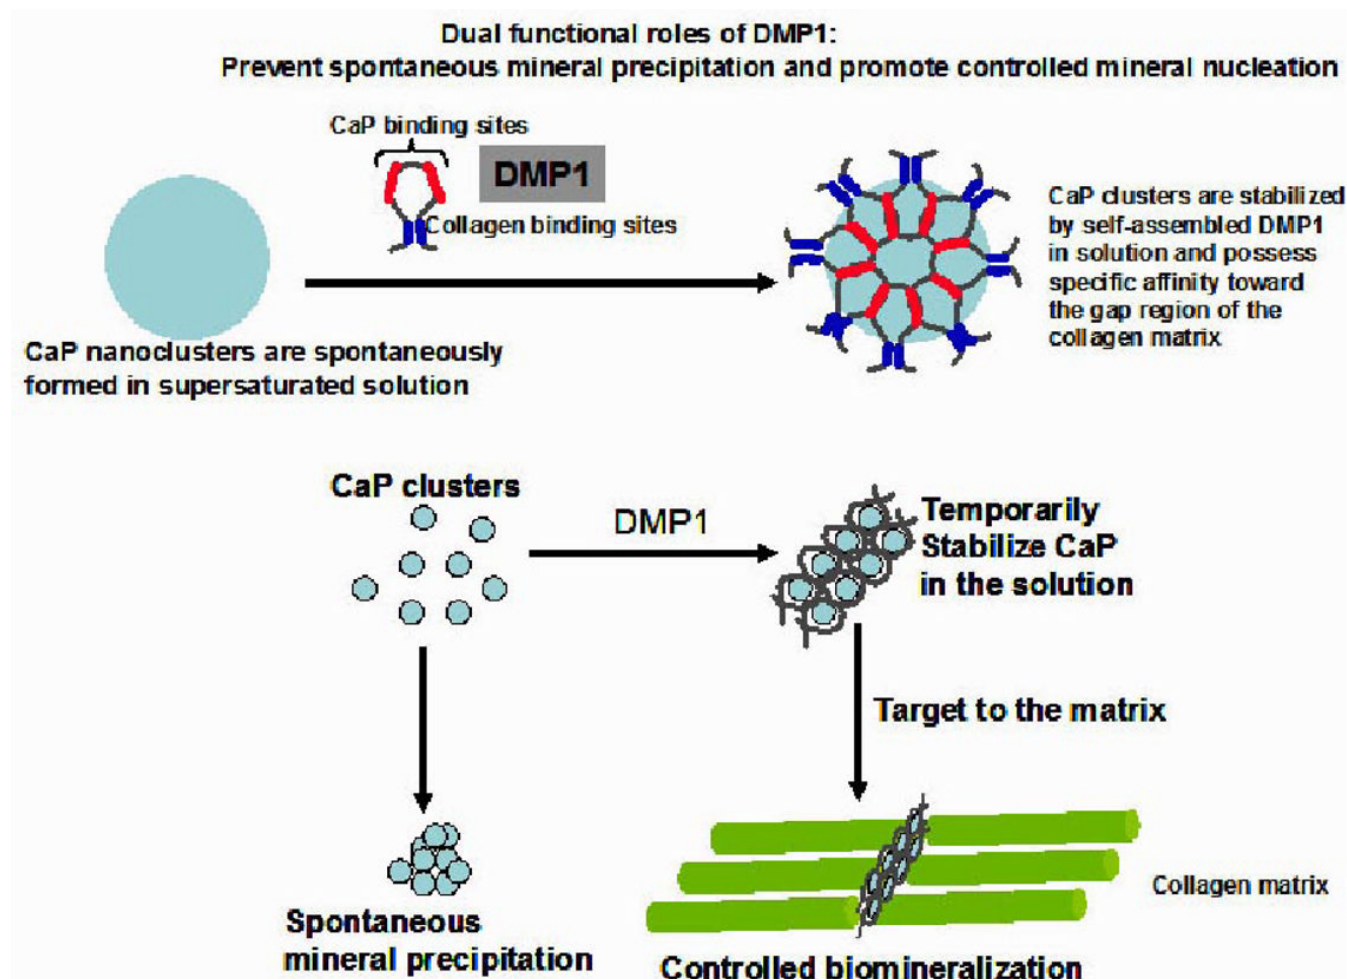 Dual functional roles of DMP1:
Prevent spontaneous mineral precipitation and promote controlled mineral nucleation
CaP binding sites
DMP1
Collagen binding sites
CaP nanoclusters are spontaneously
formed in supersaturated solution
CaP clusters are stabilized
by self-assembled DMP1
in solution and possess
specific affinity toward
the gap region of the
collagen matrix
CaP clusters
DMP1
Temporarily
Stabilize CaP
in the solution
Target to the matrix
Collagen matrix
Spontaneous
mineral precipitation
Controlled biomineralization